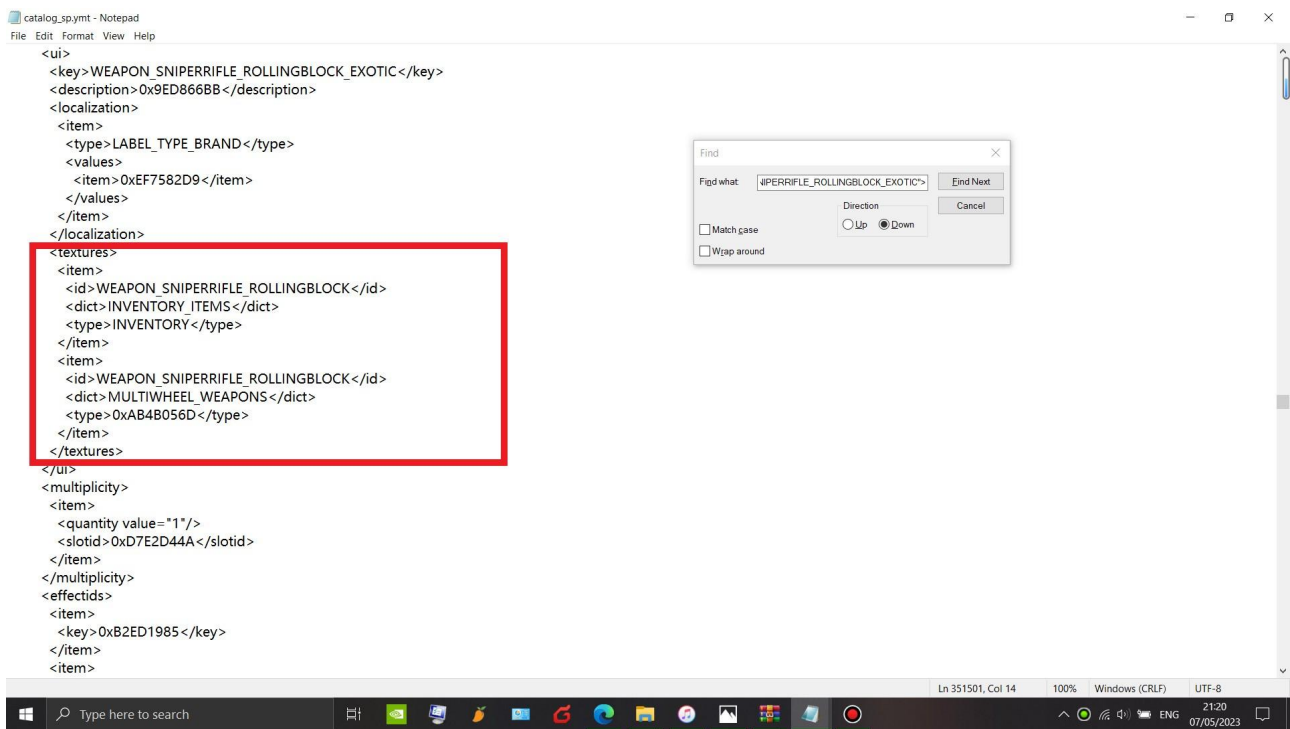 catalog_sp.ymt - Notepad
File Edit Format View Help
<ui>
<key>WEAPON_SNIPERRIFLE_ROLLINGBLOCK_EXOTIC</key>
<description>0x9ED866BB</description>
<localization>
<item>
<type>LABEL_TYPE_BRAND</type>
<values>
<item>0xEF7582D9</item>
</values>
</item>
</localization>
<textures>
<item>
<id>WEAPON_SNIPERRIFLE_ROLLINGBLOCK</id>
<dict>INVENTORY_ITEMS</dict>
<type>INVENTORY</type>
</item>
<item>
<id>WEAPON_SNIPERRIFLE_ROLLINGBLOCK</id>
<dict>MULTIWHEEL_WEAPONS</dict>
<type>0xAB4B056D</type>
</item>
</textures>
</ui>
<multiplicity>
<item>
<quantity value="1"/>
<slotid>0xD7E2D44A</slotid>
</item>
</multiplicity>
<effectids>
<item>
<key>0xB2ED1985</key>
</item>
<item>
Find
Find what: NIPERRIFLE_ROLLINGBLOCK_EXOTIC"> Find Next
Direction Cancel
Up Down
Match case
Wrap around
Ln 351501, Col 14 100% Windows (CRLF) UTF-8
Type here to search
ENG
21:20
07/05/2023